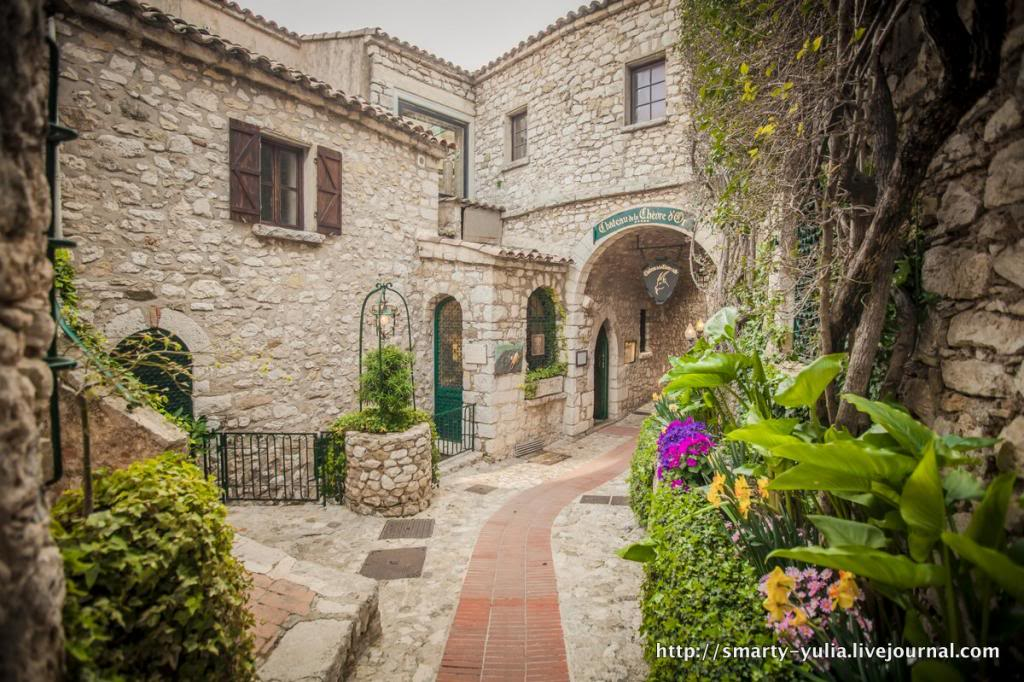 Château de la Chèvre d'Or
http://smarty-yulia.livejournal.com